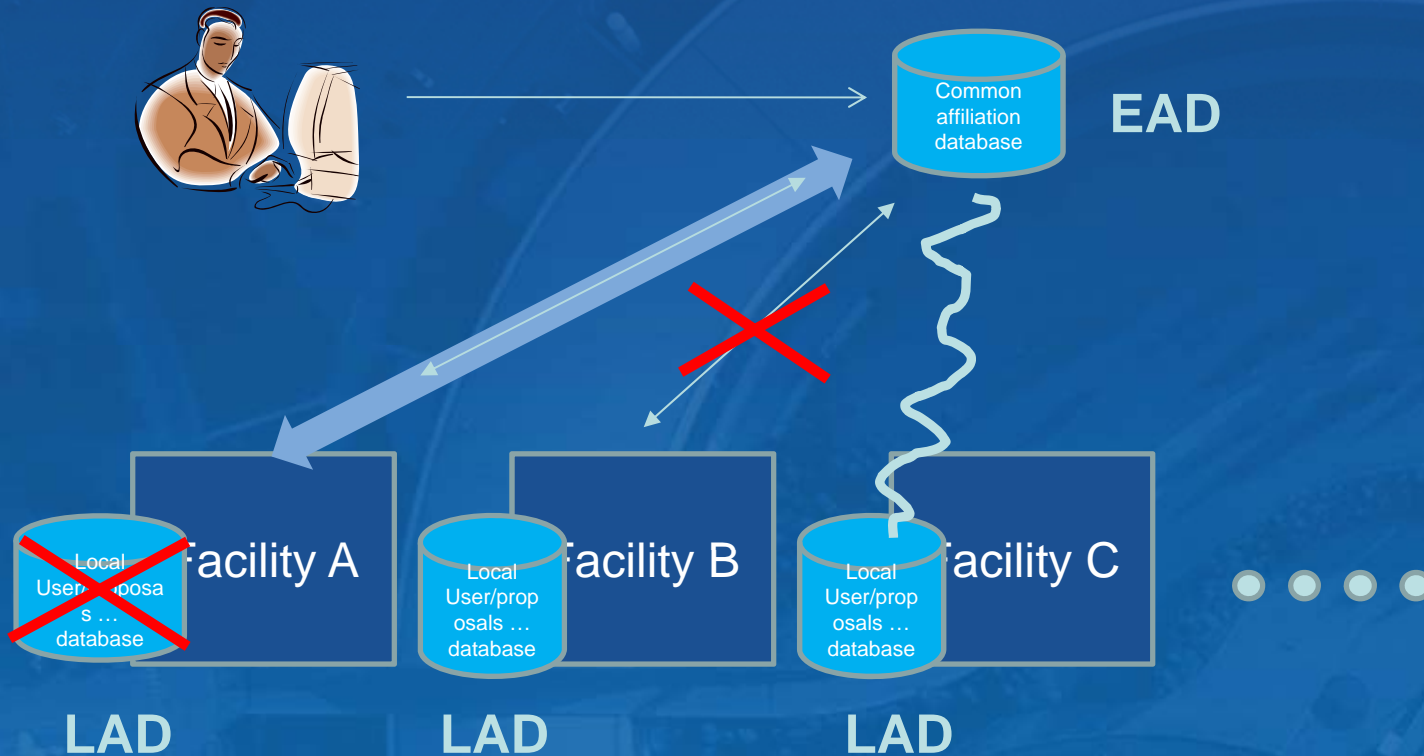 Common
affiliation
database
EAD
Local
s …
database
Facility A
Local
User/prop
osals …
database
Facility B
Local
User/prop
osals …
database
Facility C
LAD
LAD
LAD